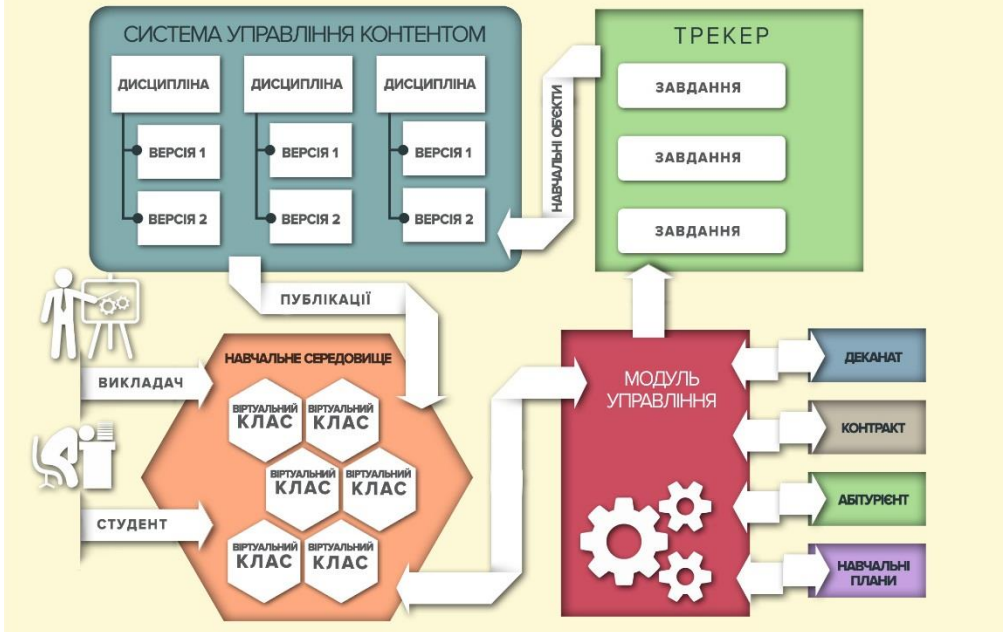 СИСТЕМА УПРАВЛІННЯ КОНТЕНТОМ
ДИСЦИПЛІНА
ВЕРСІЯ 1
ВЕРСІЯ 2
ДИСЦИПЛІНА
ВЕРСІЯ 1
ВЕРСІЯ 2
ДИСЦИПЛІНА
ВЕРСІЯ 1
ВЕРСІЯ 2
НАВЧАЛЬНІ ОБ'ЄКТИ
ТРЕКЕР
ЗАВДАННЯ
ЗАВДАННЯ
ЗАВДАННЯ
ПУБЛІКАЦІЇ
ВИКЛАДАЧ
СТУДЕНТ
НАВЧАЛЬНЕ СЕРЕДОВИЩЕ
ВІРТУАЛЬНИЙ
КЛАС
ВІРТУАЛЬНИЙ
КЛАС
ВІРТУАЛЬНИЙ
КЛАС
ВІРТУАЛЬНИЙ
КЛАС
ВІРТУАЛЬНИЙ
КЛАС
ВІРТУАЛЬНИЙ
КЛАС
МОДУЛЬ
УПРАВЛІННЯ
ДЕКАНАТ
КОНТРАКТ
АБІТУРІЄНТ
НАВЧАЛЬНІ
ПЛАНИ